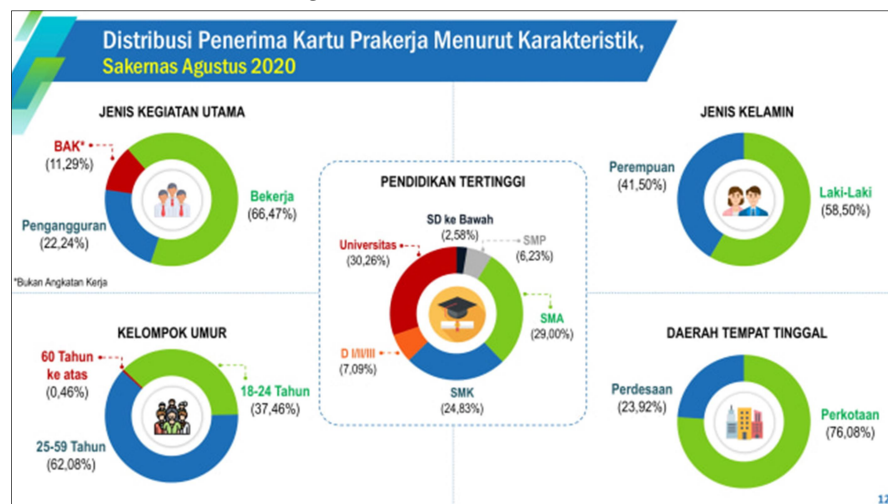 Distribusi Penerima Kartu Prakerja Menurut Karakteristik,
Sakernas Agustus 2020
JENIS KEGIATAN UTAMA
BAK*
(11,29%)
Bekerja
(66,47%)
Pengangguran
(22,24%)
*Bukan Angkatan Kerja
JENIS KELAMIN
Perempuan
(41,50%)
Laki-Laki
(58,50%)
PENDIDIKAN TERTINGGI
SD ke Bawah
(2,58%)
Universitas
(30,26%)
SMP
(6,23%)
SMA
(29,00%)
D I/II/III
(7,09%)
SMK
(24,83%)
KELOMPOK UMUR
60 Tahun
ke atas
(0,46%)
18-24 Tahun
(37,46%)
25-59 Tahun
(62,08%)
DAERAH TEMPAT TINGGAL
Perdesaan
(23,92%)
Perkotaan
(76,08%)
12